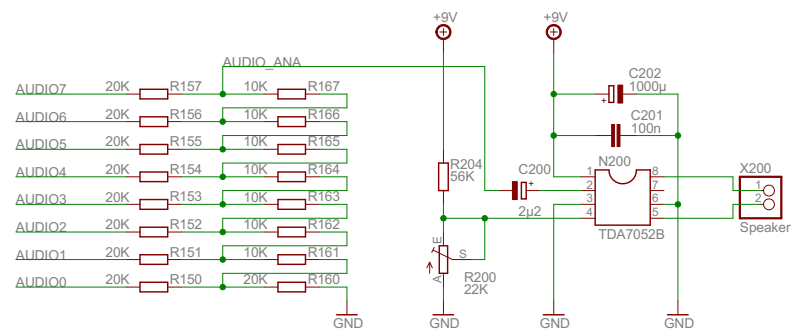 +9V +9V
AUDIO_ANA
C202
1000µ
AUDIO7 20K R157 10K R167
C201
100n
AUDIO6 20K R156 10K R166
AUDIO5 20K R155 10K R165
R204 C200 N200 X200
AUDIO4 20K R154 10K R164 56K + 1 8 1
AUDIO3 20K R153 10K R163 2 7 2
3 6
2µ2 4 5
AUDIO2 20K R152 10K R162 TDA7052B Speaker
E
AUDIO1 20K R151 10K R161 S
AUDIO0 20K R150 20K R160 A R200
22K
GND GND GND GND